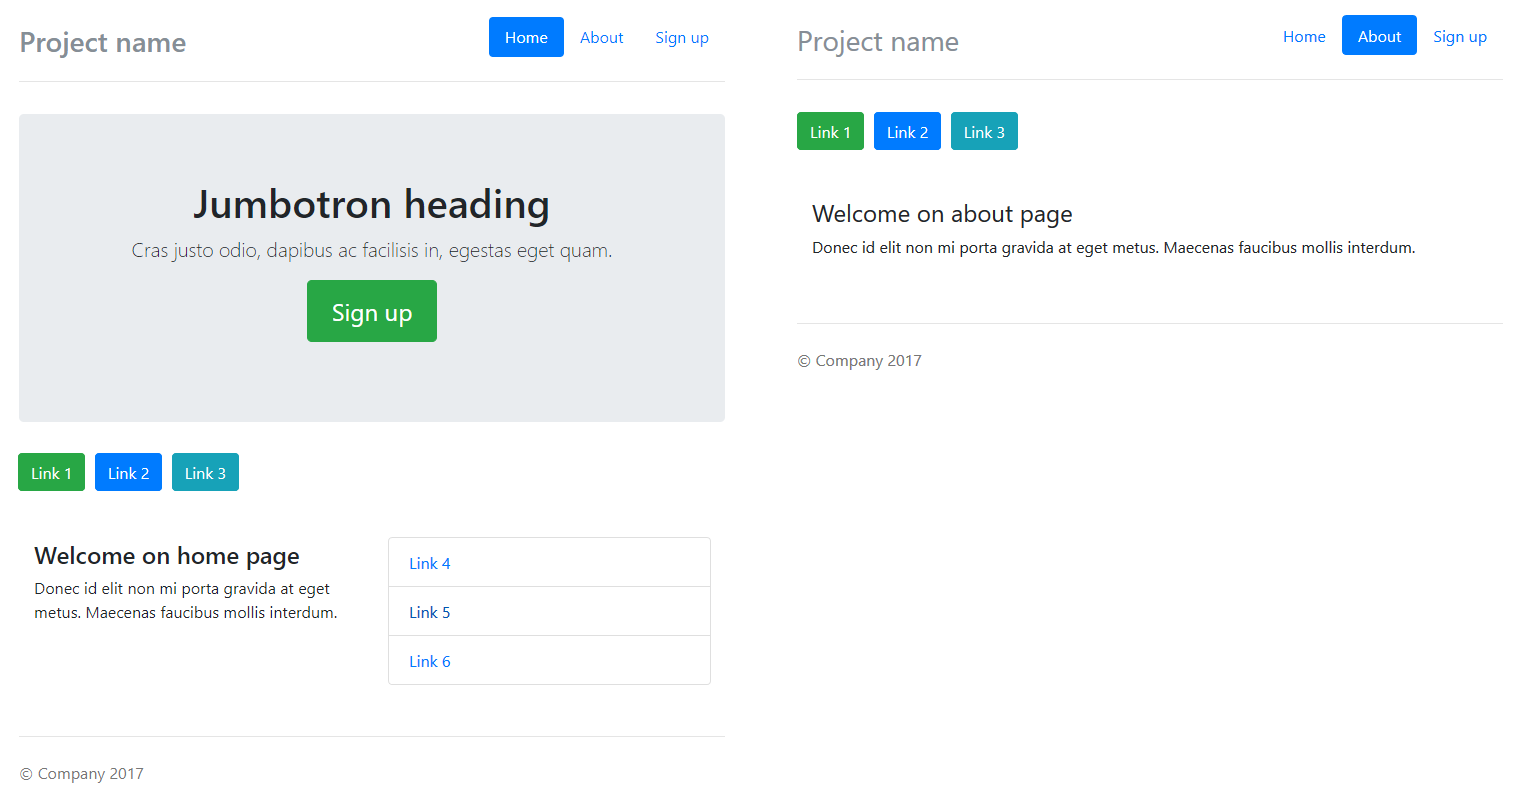 Project name
Home About Sign up
Jumbotron heading
Cras justo odio, dapibus ac facilisis in, egestas eget quam.
Sign up
Link 1 Link 2 Link 3
Welcome on home page
Donec id elit non mi porta gravida at eget
metus. Maecenas faucibus mollis interdum.
Link 4
Link 5
Link 6
© Company 2017
Project name
Home About Sign up
Link 1 Link 2 Link 3
Welcome on about page
Donec id elit non mi porta gravida at eget metus. Maecenas faucibus mollis interdum.
© Company 2017